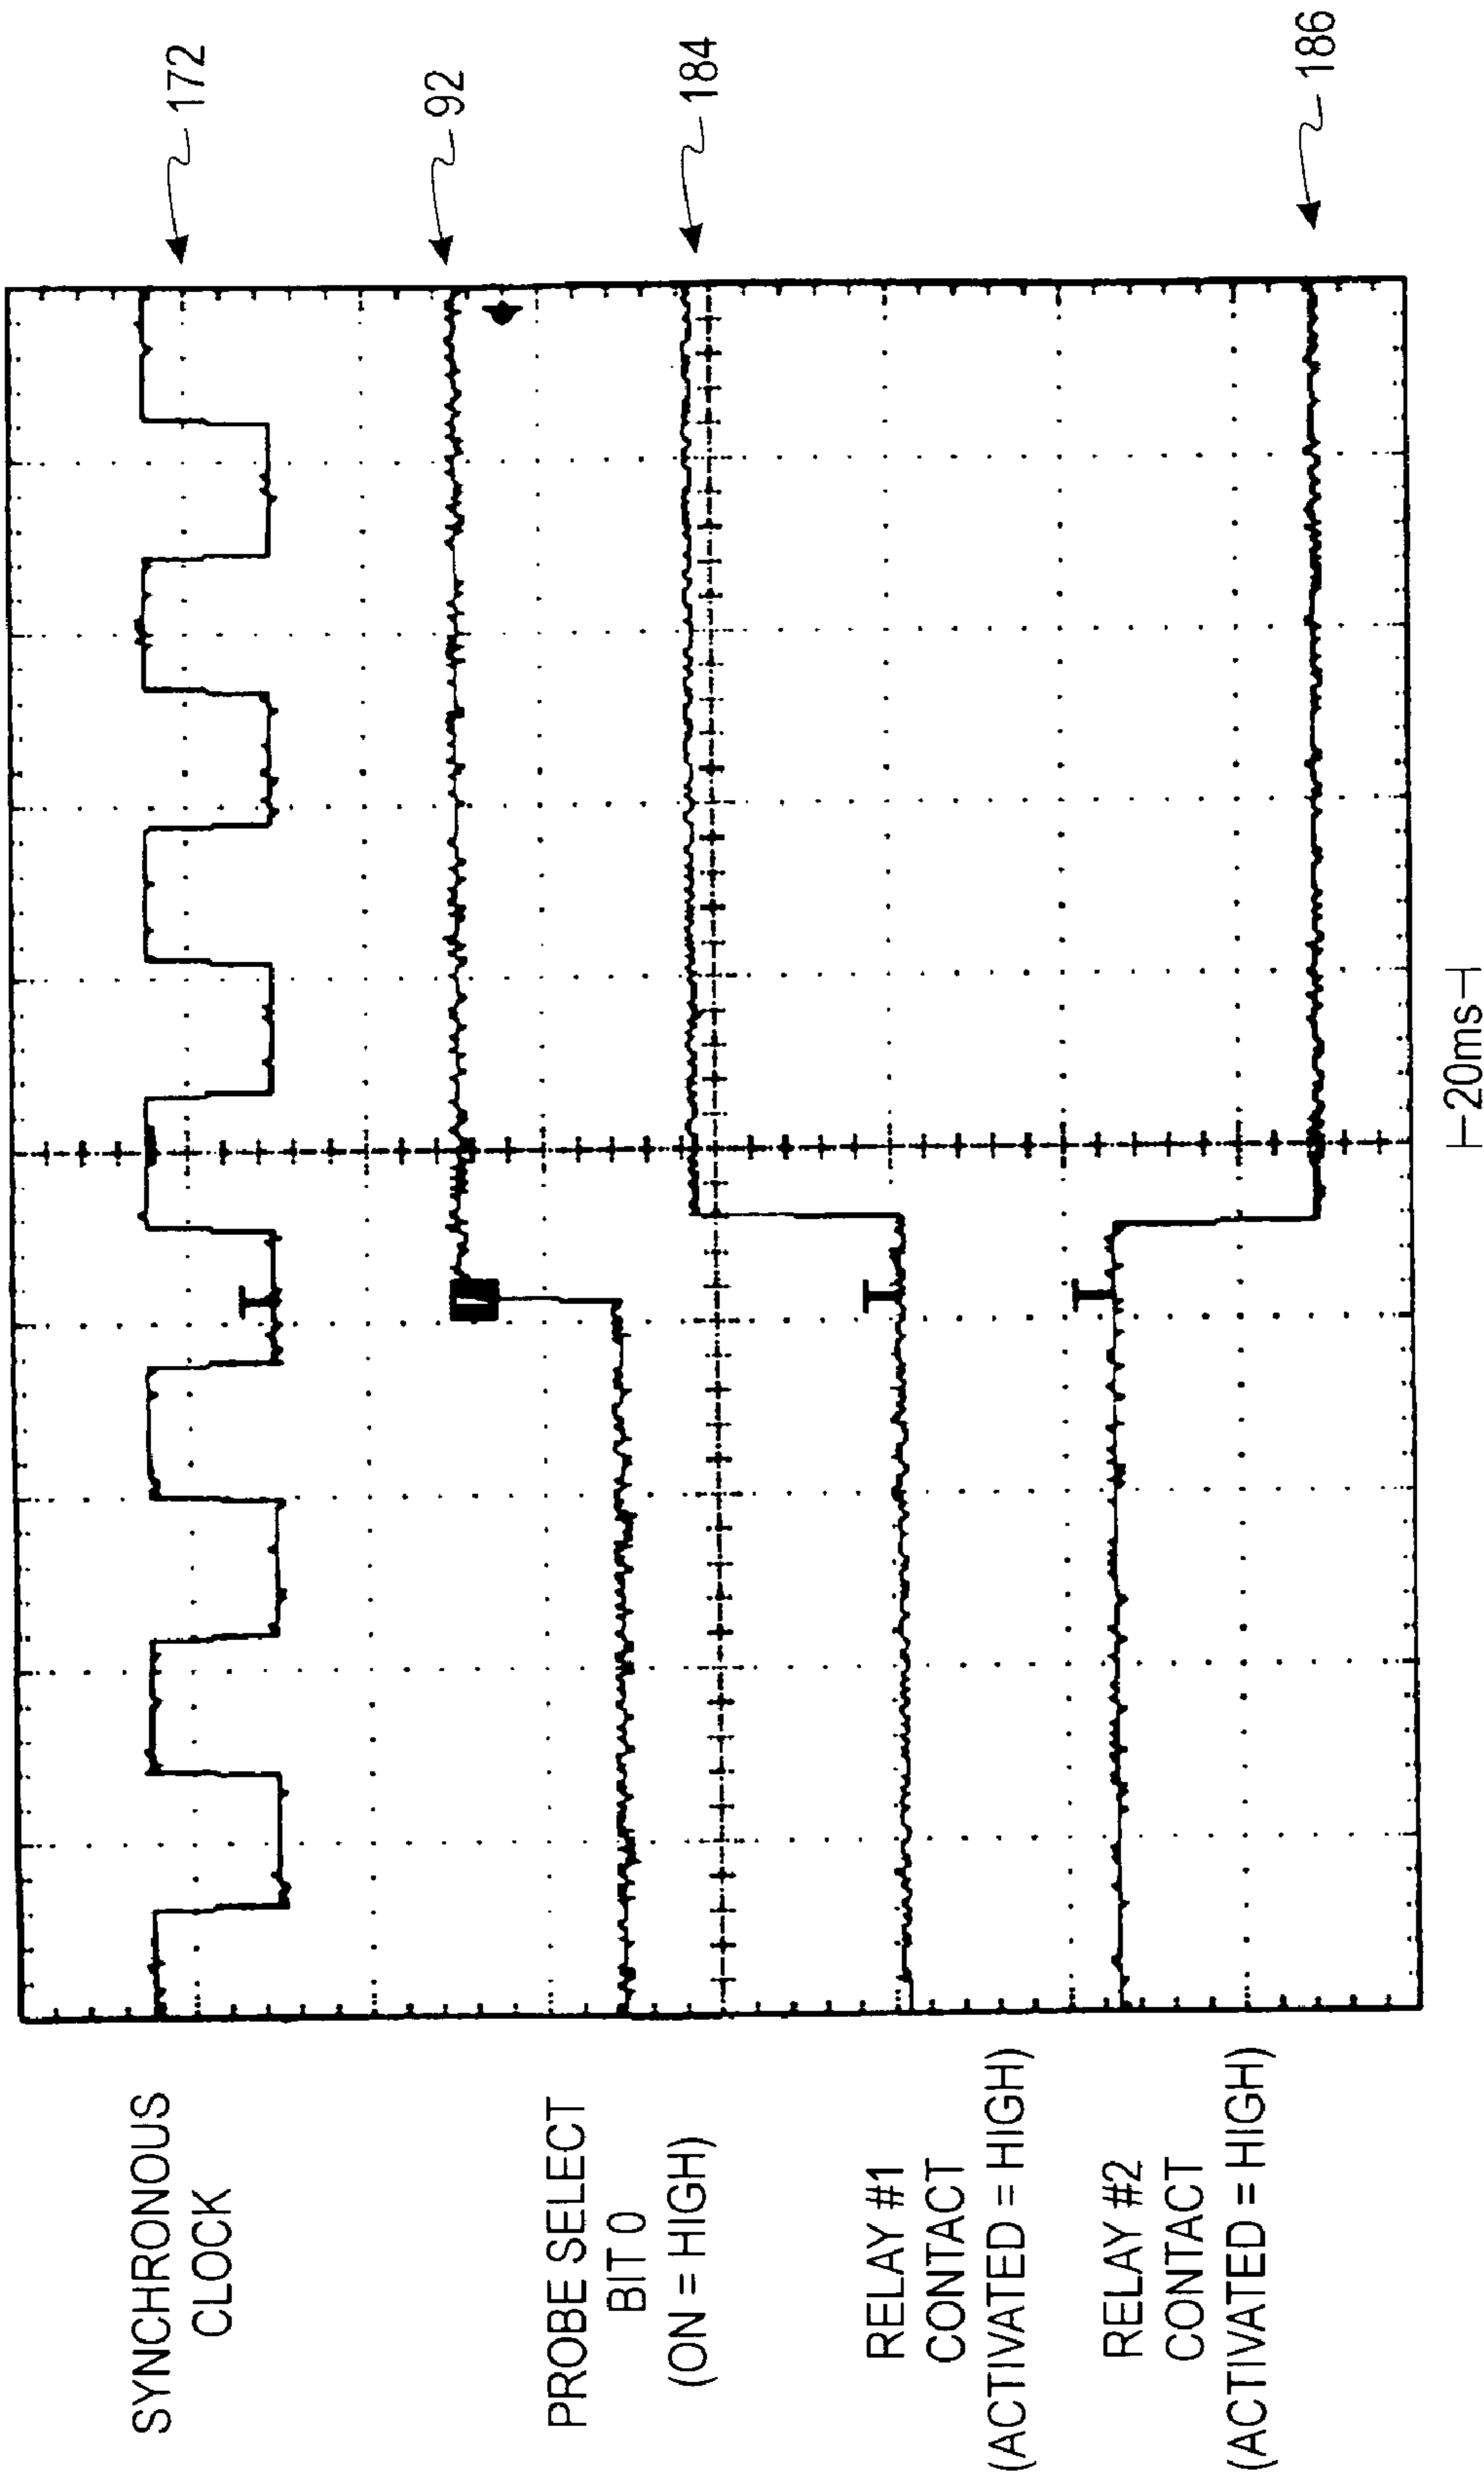 SYNCHRONOUS
CLOCK
PROBE SELECT
BIT 0
(ON = HIGH)
RELAY #1
CONTACT
(ACTIVATED = HIGH)
RELAY #2
CONTACT
(ACTIVATED = HIGH)
20ms
172
92
184
186